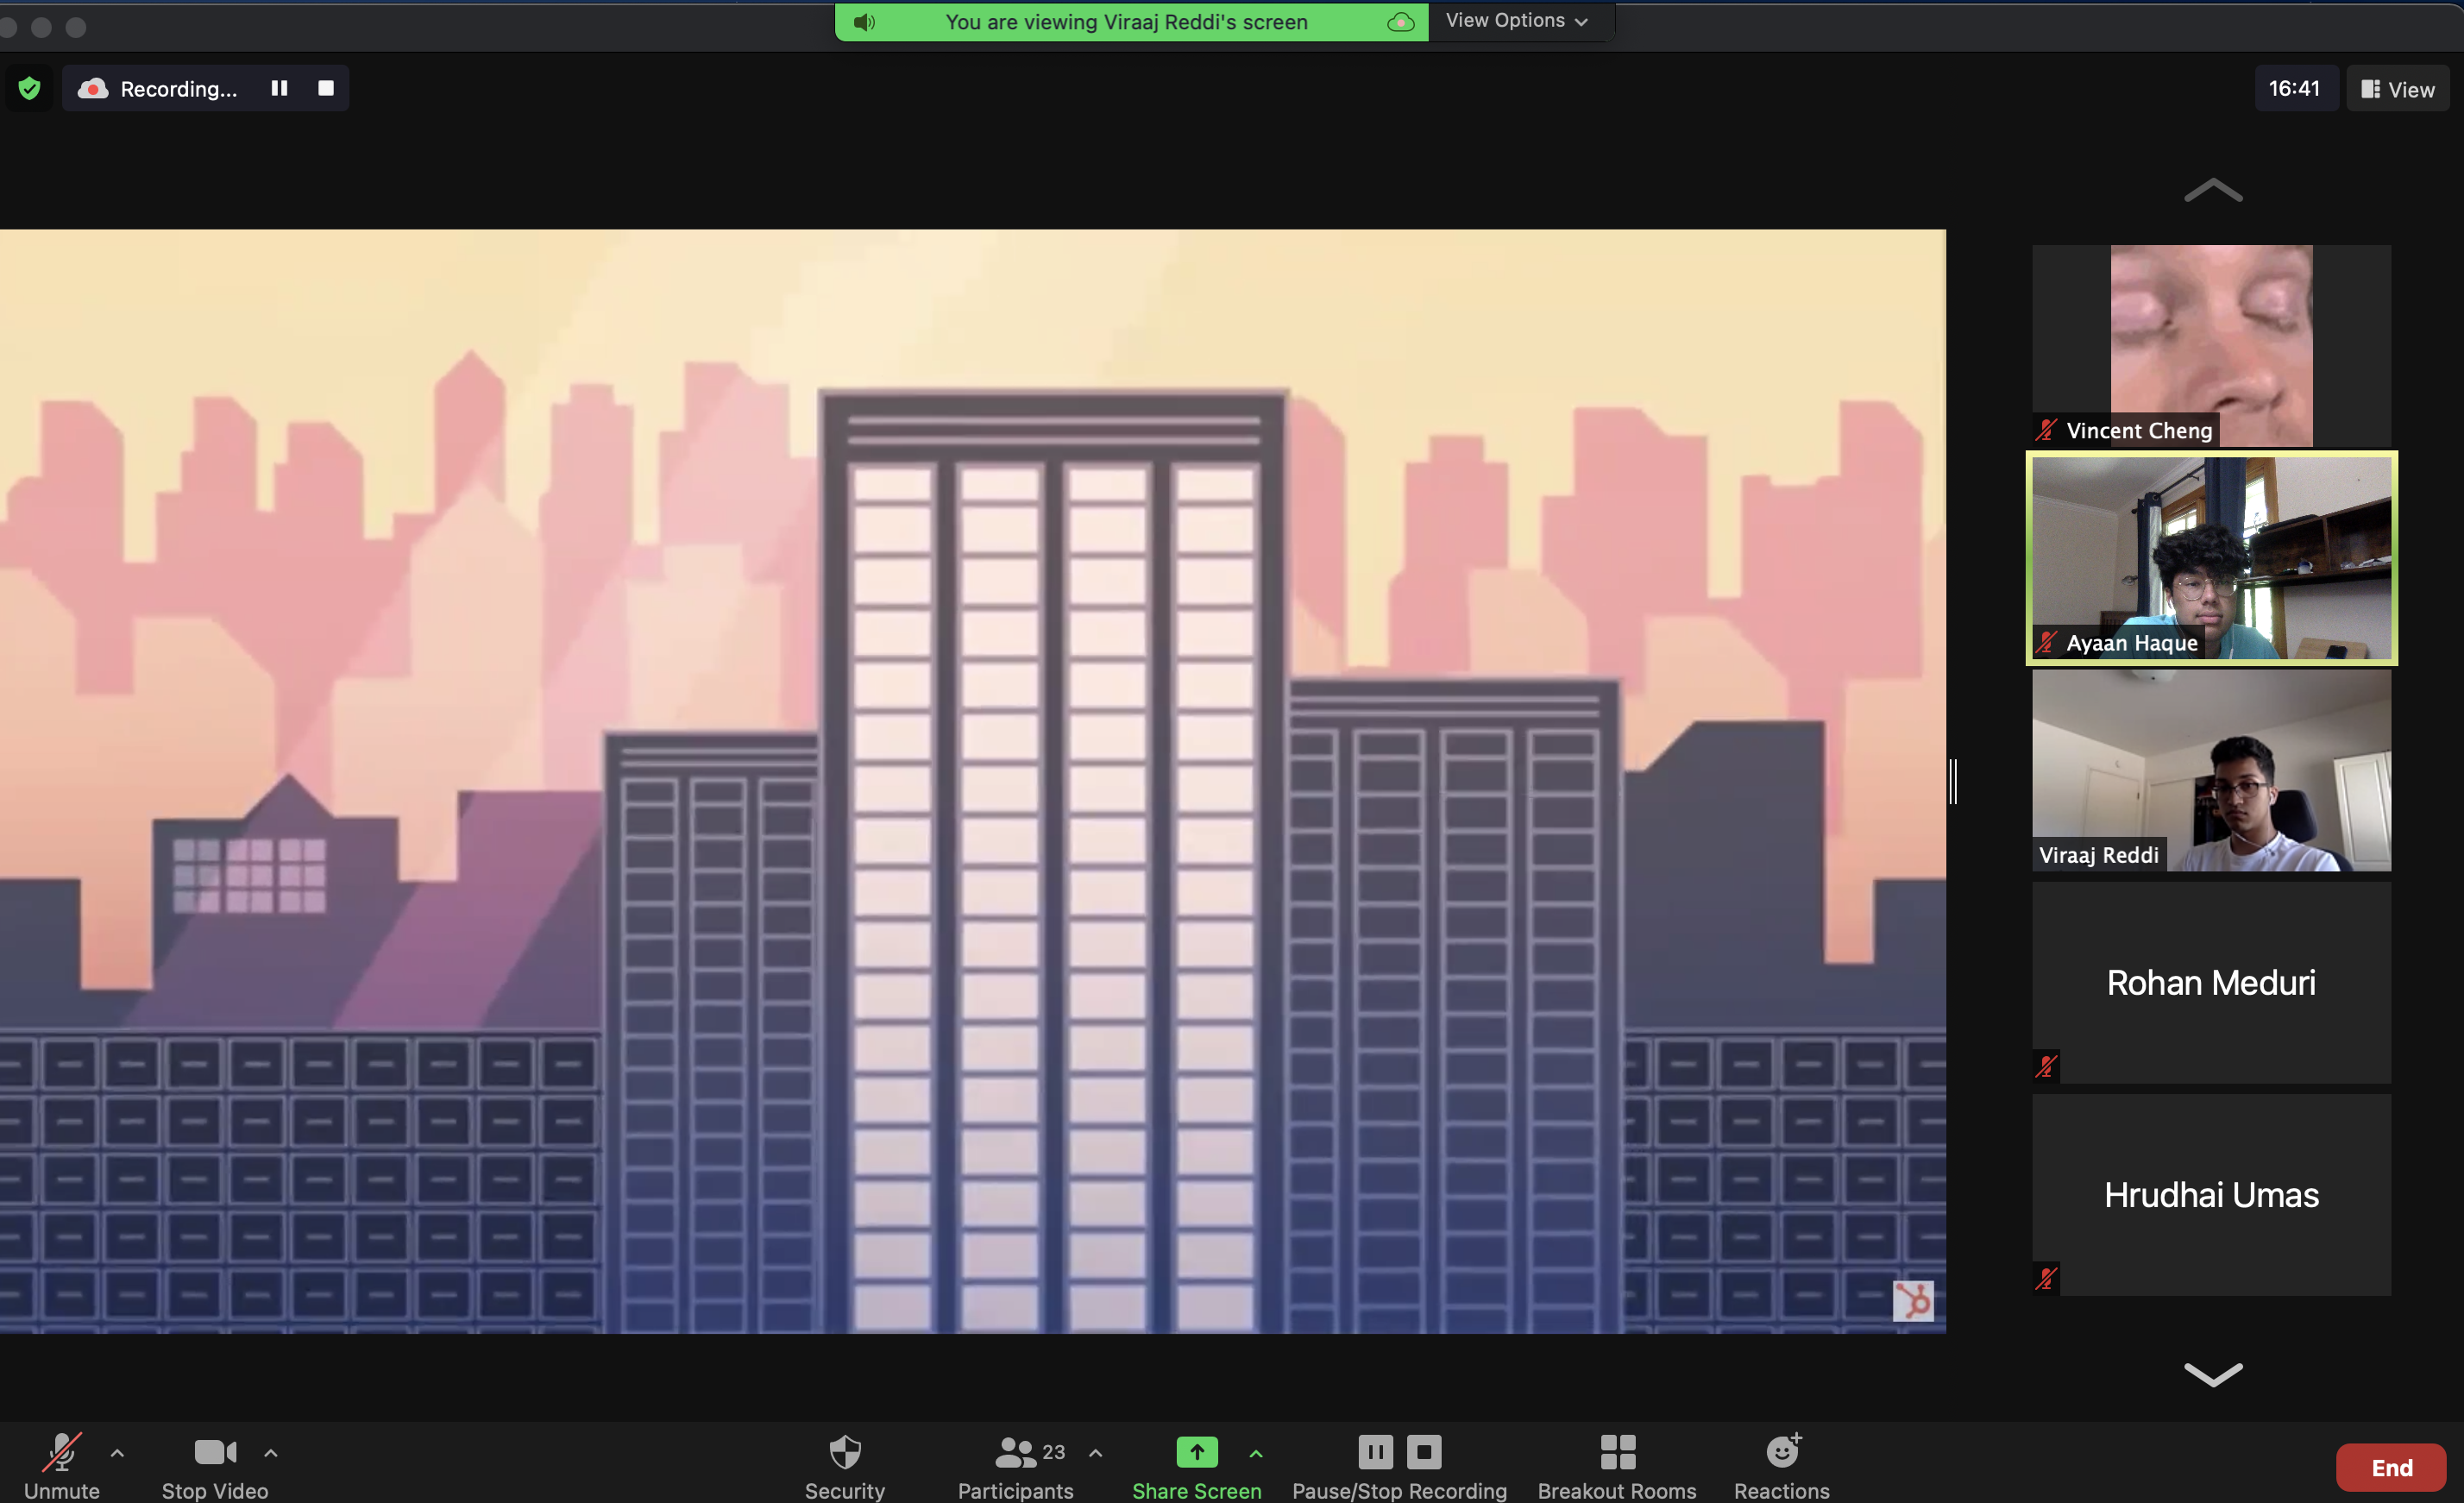 You are viewing Viraaj Reddi's screen
View Options
Recording...
16:41
View
Vincent Cheng
Ayaan Haque
Viraaj Reddi
Rohan Meduri
Hrudhai Umas
Unmute
Stop Video
Security
23
Participants
Share Screen
Pause/Stop Recording
Breakout Rooms
Reactions
End